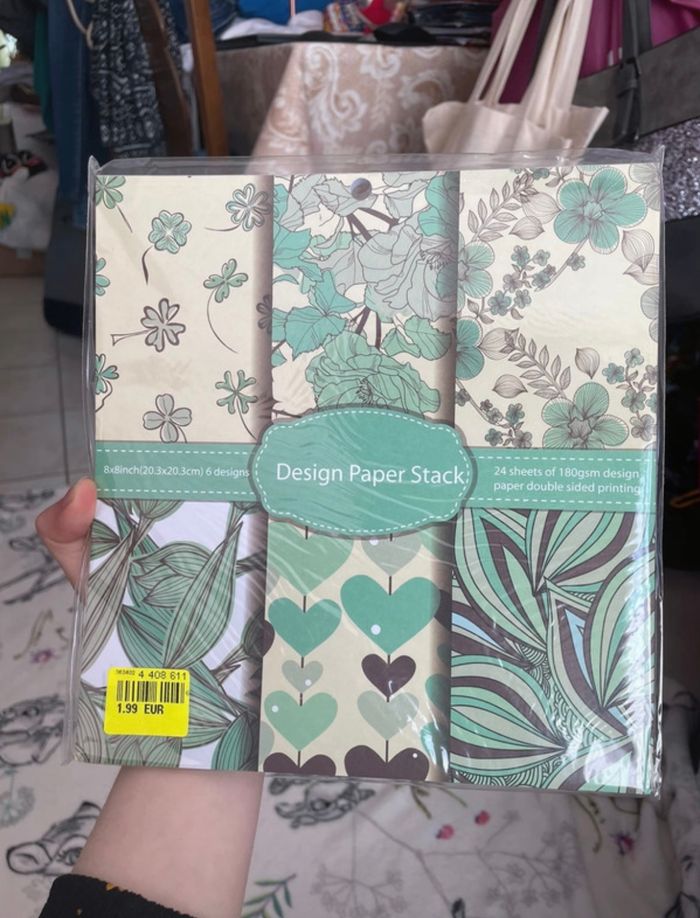 8x8inch(20.3x20.3cm) 6 designs
Design Paper Stack
24 sheets of 180gsm design
paper double sided printing
4 408 611
1.99 EUR